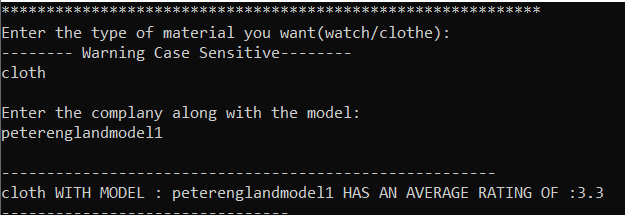 ************************************************************
Enter the type of material you want(watch/clothe):
-------- Warning Case Sensitive--------
cloth
Enter the complany along with the model:
peterenglandmodel1
-------------------------------------------------------
cloth WITH MODEL : peterenglandmodel1 HAS AN AVERAGE RATING OF :3.3
--------------------------------